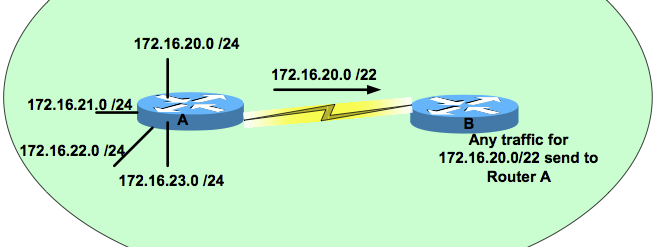 172.16.20.0 /24
172.16.20.0 /22
172.16.21.0 /24
A
B
172.16.22.0 /24
172.16.23.0 /24
Any traffic for
172.16.20.0/22 send to
Router A